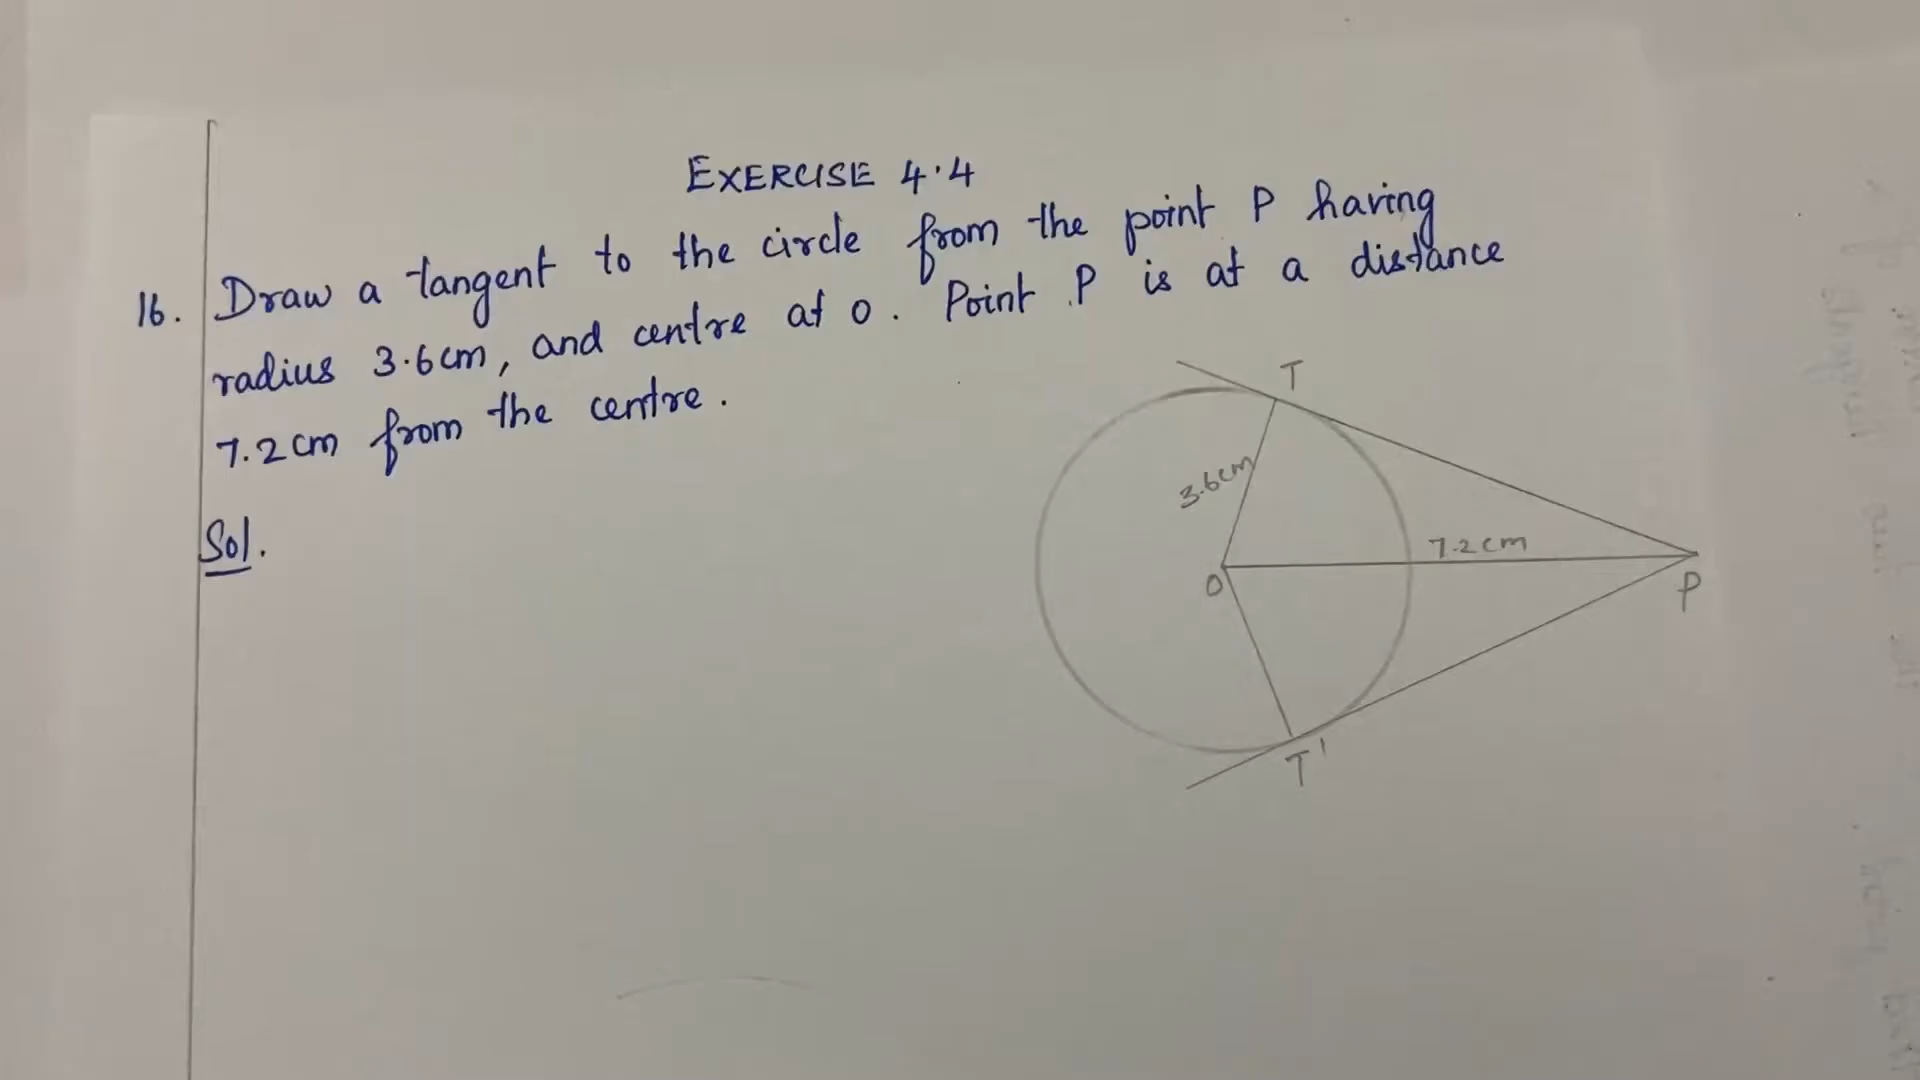 EXERCISE 4.4
16. Draw a tangent to the circle from the point P having
radius 3.6cm, and centre at O. Point P is at a distance
7.2cm from the centre.
Sol.
T
3.6cm
7.2cm
O
P
T'